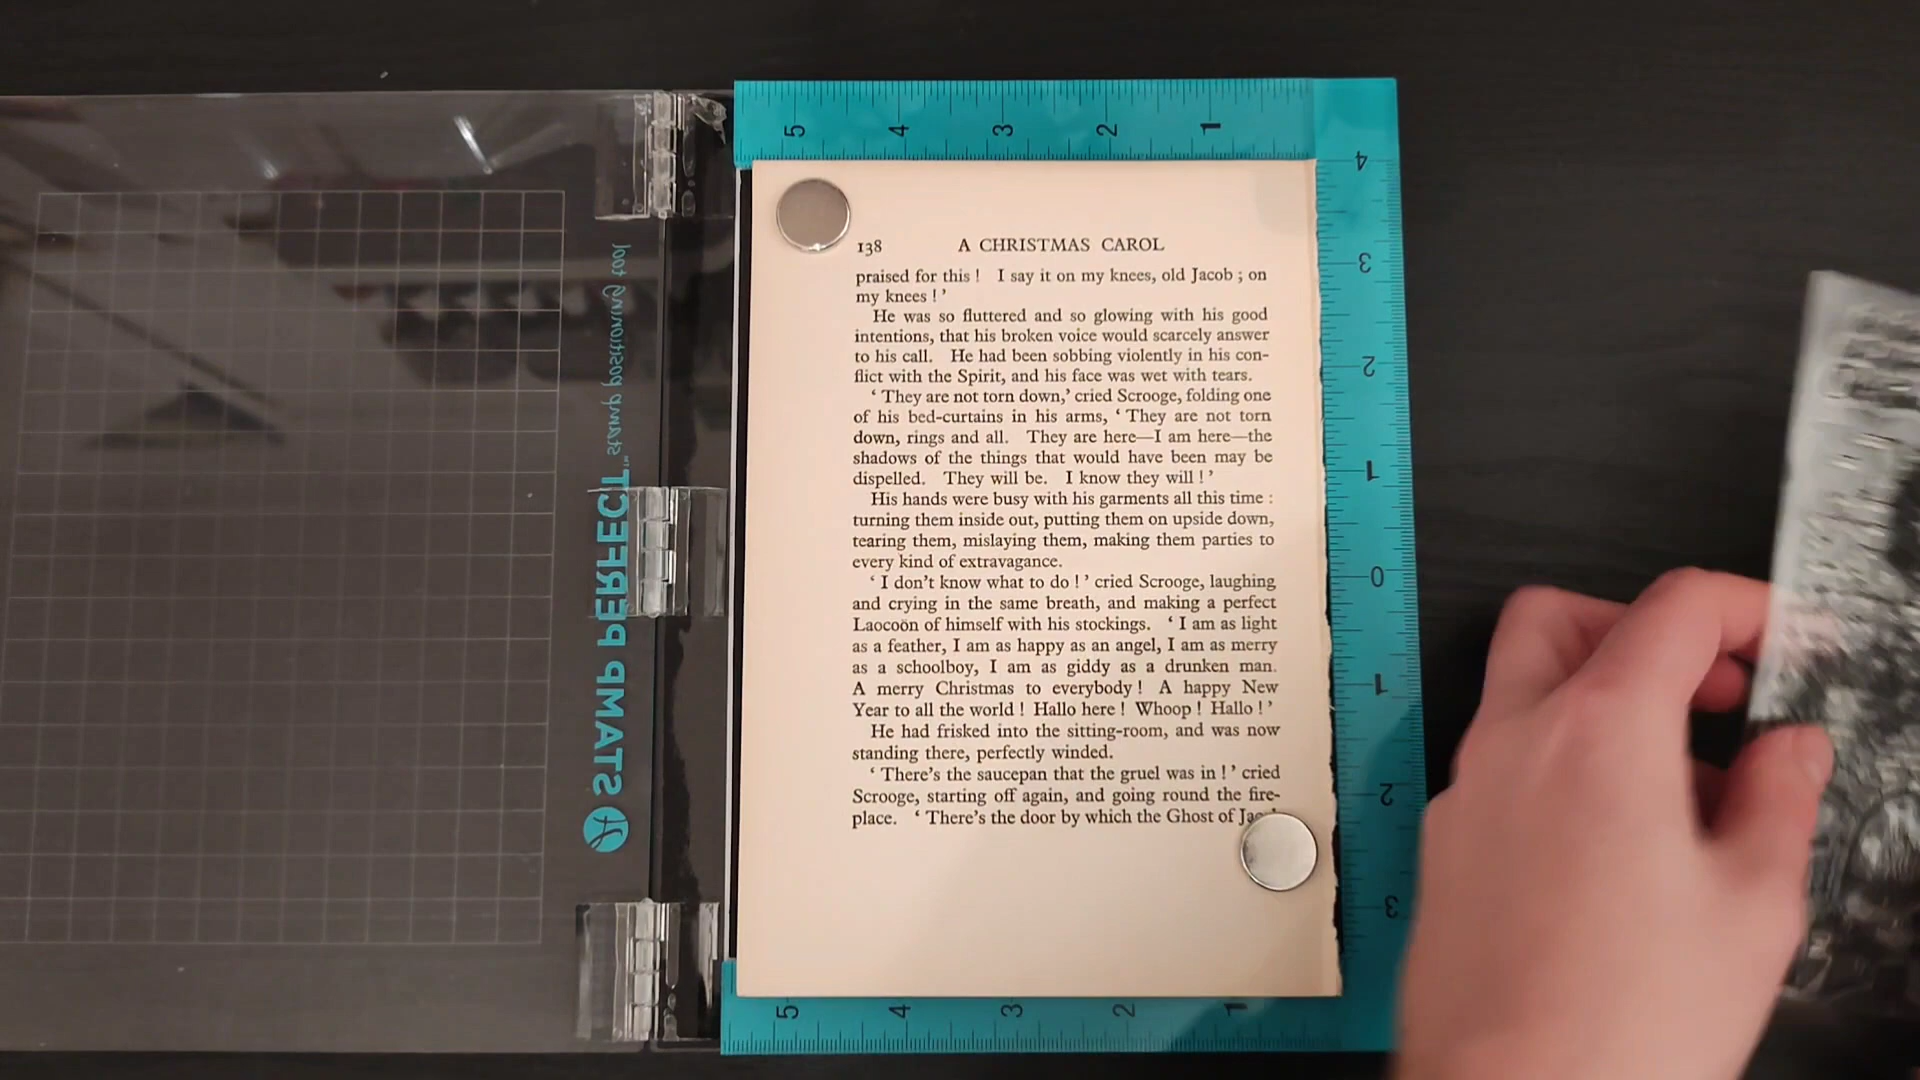 5 4 3 2 1
4
3
2
1
0
1
2
3
STAMP PERFECT™ stamp positioning tool
138 A CHRISTMAS CAROL
praised for this ! I say it on my knees, old Jacob ; on
my knees ! ’
He was so fluttered and so glowing with his good
intentions, that his broken voice would scarcely answer
to his call. He had been sobbing violently in his con-
flict with the Spirit, and his face was wet with tears.
‘ They are not torn down,’ cried Scrooge, folding one
of his bed-curtains in his arms, ‘ They are not torn
down, rings and all. They are here—I am here—the
shadows of the things that would have been may be
dispelled. They will be. I know they will ! ’
His hands were busy with his garments all this time :
turning them inside out, putting them on upside down,
tearing them, mislaying them, making them parties to
every kind of extravagance.
‘ I don’t know what to do ! ’ cried Scrooge, laughing
and crying in the same breath, and making a perfect
Laocoön of himself with his stockings. ‘ I am as light
as a feather, I am as happy as an angel, I am as merry
as a schoolboy, I am as giddy as a drunken man.
A merry Christmas to everybody ! A happy New
Year to all the world ! Hallo here ! Whoop ! Hallo ! ’
He had frisked into the sitting-room, and was now
standing there, perfectly winded.
‘ There’s the saucepan that the gruel was in ! ’ cried
Scrooge, starting off again, and going round the fire-
place. ‘ There’s the door by which the Ghost of
5 4 3 2 1